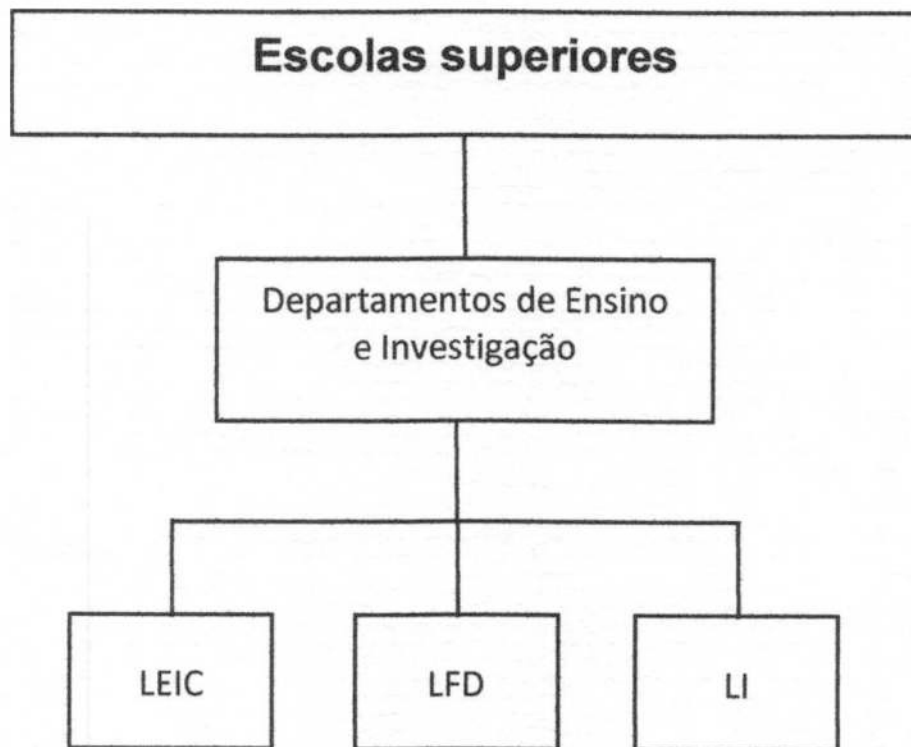 Escolas superiores
Departamentos de Ensino
e Investigação
LEIC
LFD
LI